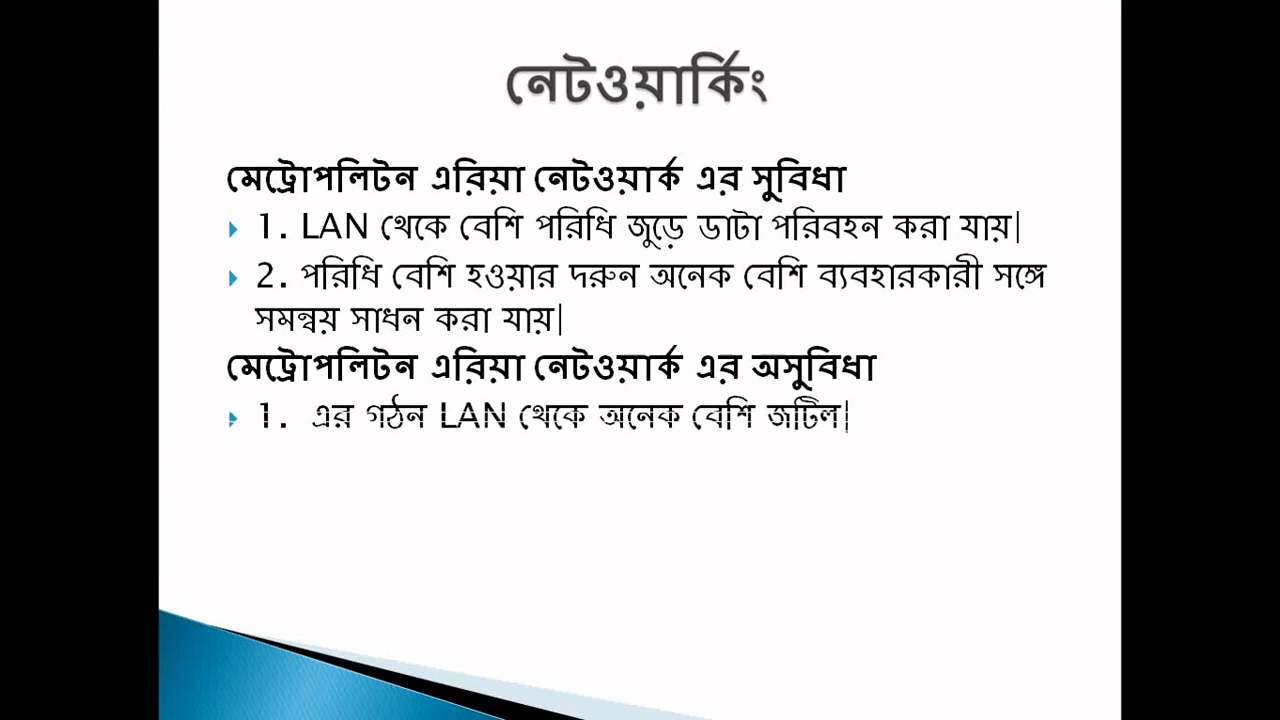 নেটওয়ার্কিং
মেট্রোপলিটন এরিয়া নেটওয়ার্ক এর সুবিধা
1. LAN থেকে বেশি পরিধি জুড়ে ডাটা পরিবহন করা যায়|
2. পরিধি বেশি হওয়ার দরুন অনেক বেশি ব্যবহারকারী সঙ্গে
সমন্বয় সাধন করা যায়|
মেট্রোপলিটন এরিয়া নেটওয়ার্ক এর অসুবিধা
1. এর গঠন LAN থেকে অনেক বেশি জটিল|